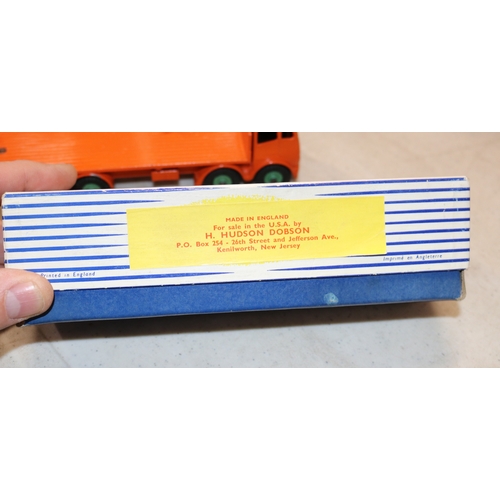 MADE IN ENGLAND
For sale in the U.S.A. by
H. HUDSON DOBSON
P.O. Box 254 - 26th Street and Jefferson Ave.,
Kenilworth, New Jersey
Printed in England
Imprimé en Angleterre